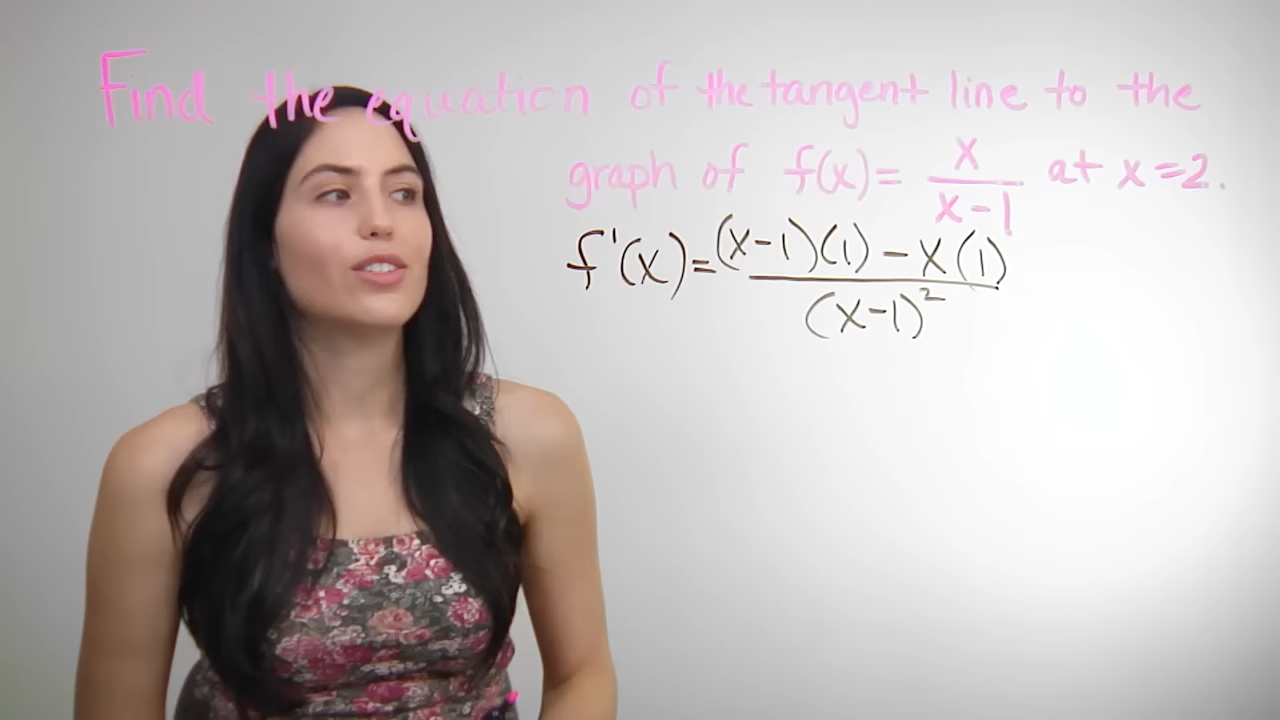 Find the equation of the tangent line to the
graph of f(x)= x/(x-1) at x=2.
f'(x)= ((x-1)(1) - x(1))/(x-1)²